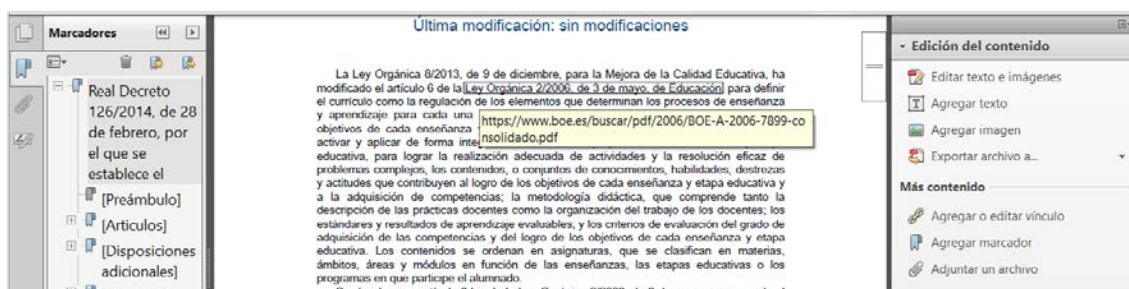 Marcadores
Real Decreto
126/2014, de 28
de febrero, por
el que se
establece el
[Preámbulo]
[Articulos]
[Disposiciones
adicionales]
Última modificación: sin modificaciones
La Ley Orgánica 8/2013, de 9 de diciembre, para la Mejora de la Calidad Educativa, ha
modificado el artículo 6 de la Ley Orgánica 2/2006, de 3 de mayo, de Educación, para definir
el currículo como la regulación de los elementos que determinan los procesos de enseñanza
y aprendizaje para cada una
objetivos de cada enseñanza
activar y aplicar de forma
https://www.boe.es/buscar/pdf/2006/BOE-A-2006-7899-co
nsolidado.pdf
educativa, para lograr la realización adecuada de actividades y la resolución eficaz de
problemas complejos, los contenidos, o conjuntos de conocimientos, habilidades, destrezas
y actitudes que contribuyen al logro de los objetivos de cada enseñanza y etapa educativa y
a la adquisición de competencias; la metodología didáctica, que comprende tanto la
descripción de las prácticas docentes como la organización del trabajo de los docentes; los
estándares y resultados de aprendizaje evaluables; y los criterios de evaluación del grado de
adquisición de las competencias y del logro de los objetivos de cada enseñanza y etapa
educativa. Los contenidos se ordenan en asignaturas, que se clasifican en materias,
ámbitos, áreas y módulos en función de las enseñanzas, las etapas educativas o los
programas en que participe el alumnado.
Edición del contenido
Editar texto e imágenes
Agregar texto
Agregar imagen
Exportar archivo a...
Más contenido
Agregar o editar vínculo
Agregar marcador
Adjuntar un archivo